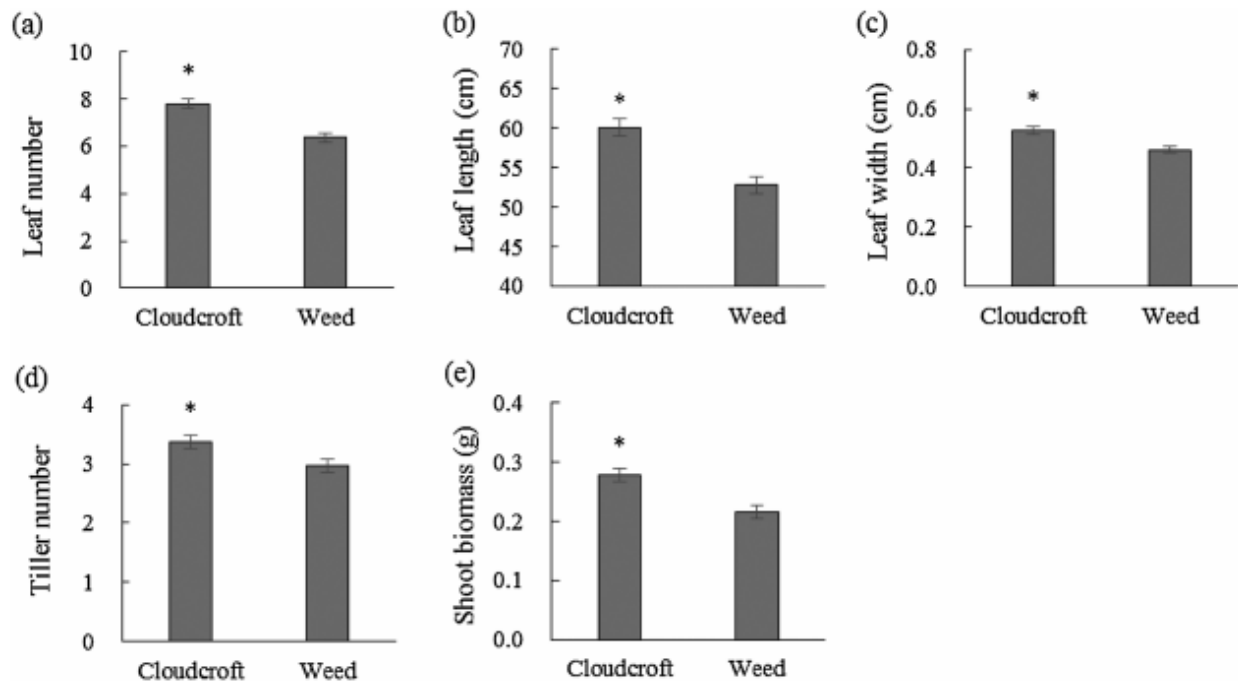 (a)
Leaf number
10
8
6
4
2
0
*
Cloudcroft Weed
(b)
Leaf length (cm)
70
65
60
55
50
45
40
*
Cloudcroft Weed
(c)
Leaf width (cm)
0.8
0.6
0.4
0.2
0.0
*
Cloudcroft Weed
(d)
Tiller number
4
3
2
1
0
*
Cloudcroft Weed
(e)
Shoot biomass (g)
0.4
0.3
0.2
0.1
0.0
*
Cloudcroft Weed